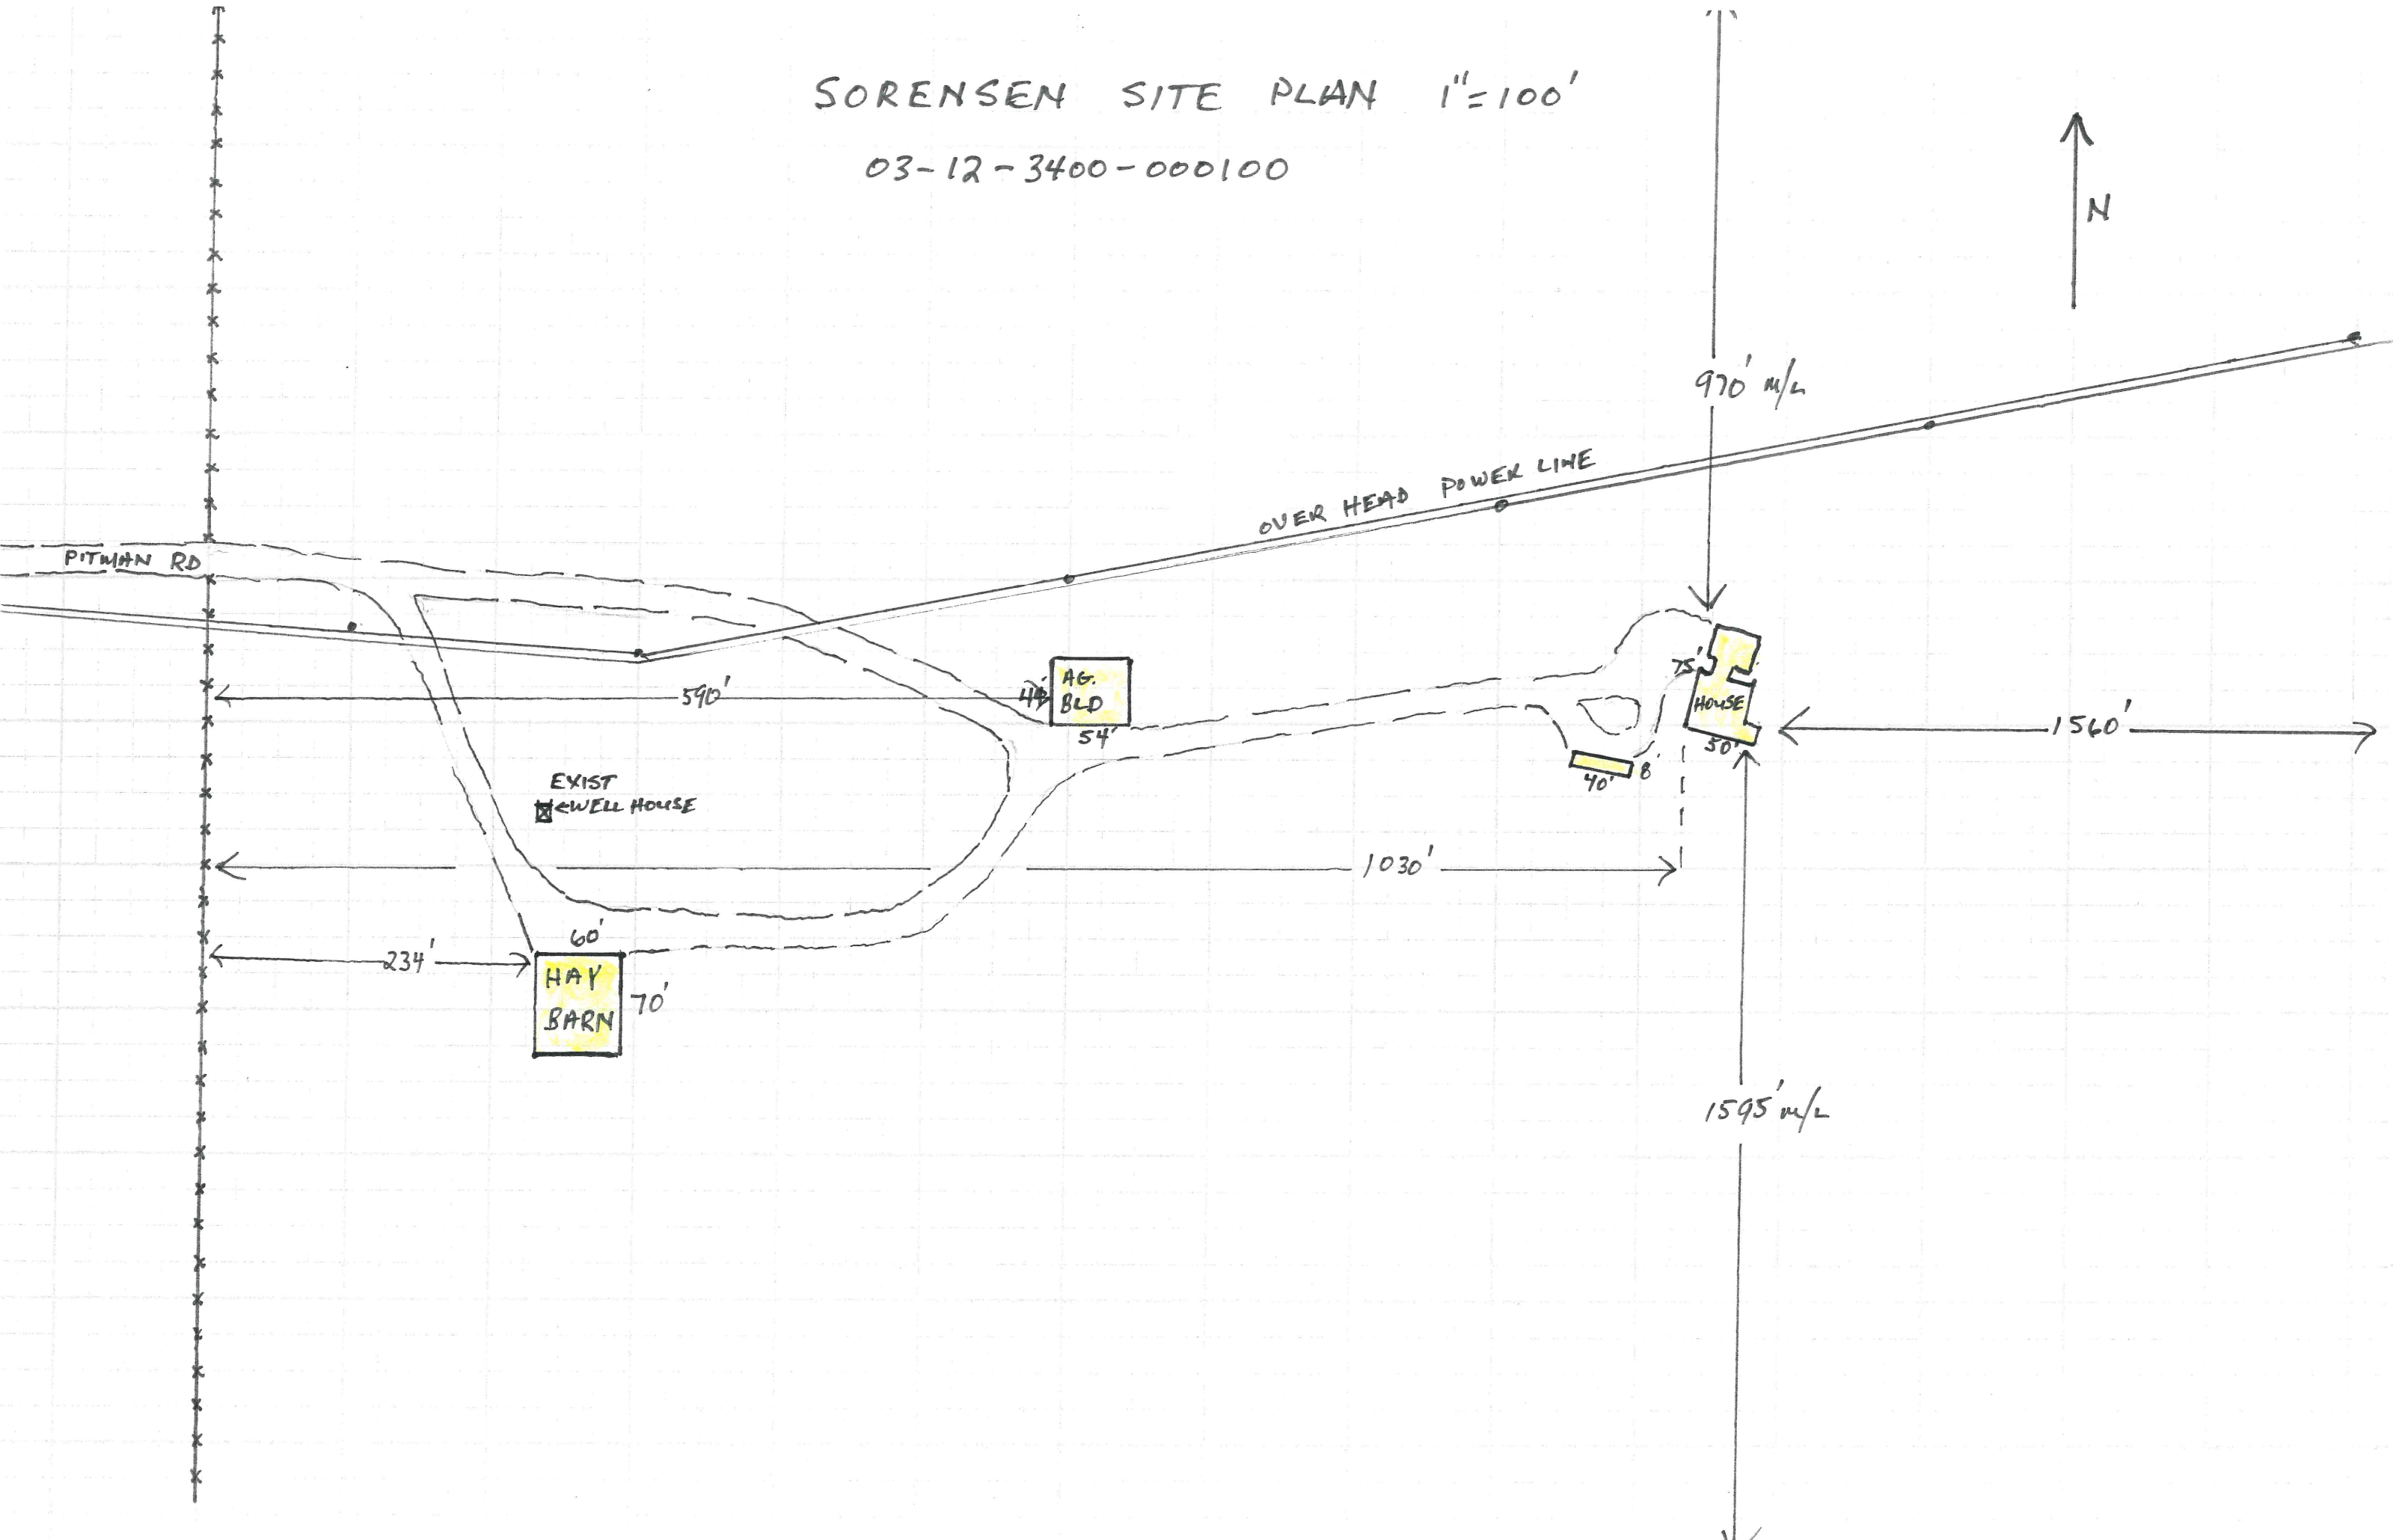 SORENSEN SITE PLAN 1"=100'
03-12-3400-000100
N
970' M/L
OVER HEAD POWER LINE
PITMAN RD
590'
AG.
BLD
54'
75'
HOUSE
50'
1560'
40'
8'
EXIST
←WELL HOUSE
1030'
234'
60'
HAY
BARN
70'
1595' M/L